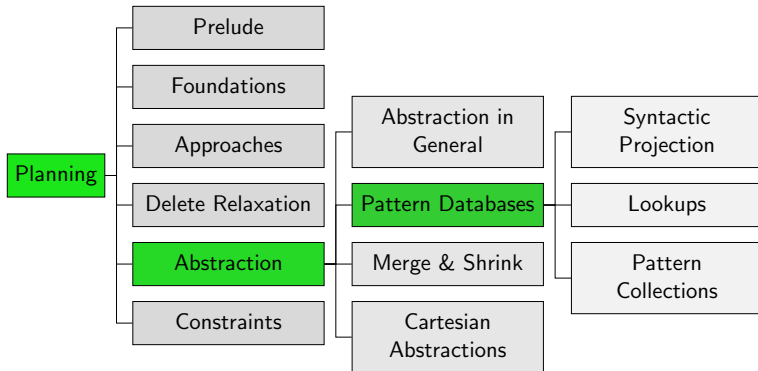 Planning
Prelude
Foundations
Approaches
Delete Relaxation
Abstraction
Constraints
Abstraction in
General
Pattern Databases
Merge & Shrink
Cartesian
Abstractions
Syntactic
Projection
Lookups
Pattern
Collections